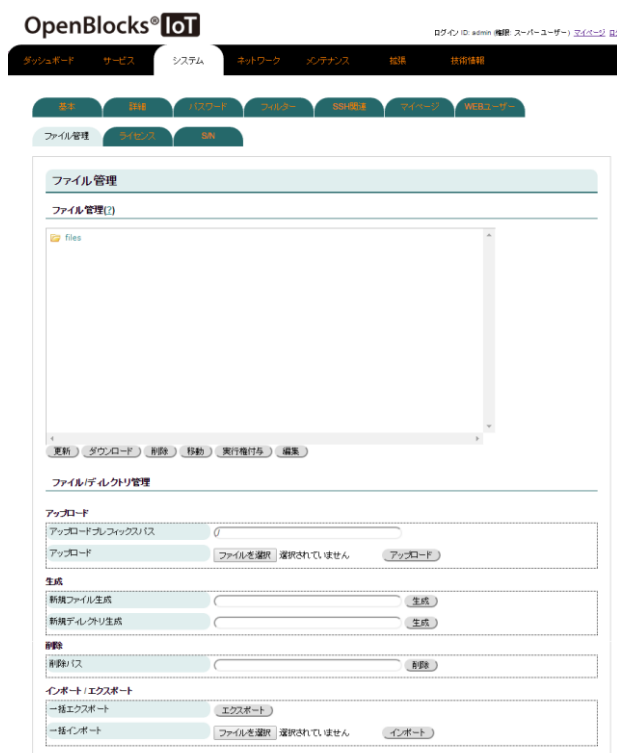 OpenBlocks® IoT
ログイン ID: admin (権限: スーパーユーザー) マイページ
ダッシュボード サービス システム ネットワーク メンテナンス 拡張 技術情報
基本 詳細 パスワード フィルター SSH関連 マイページ WEBユーザー
ファイル管理 ライセンス S/N
ファイル管理
ファイル管理(?)
files
更新 ダウンロード 削除 移動 実行権付与 編集
ファイル/ディレクトリ管理
アップロード
アップロードプレフィックスパス /
アップロード ファイルを選択 選択されていません アップロード
生成
新規ファイル生成 生成
新規ディレクトリ生成 生成
削除
削除パス 削除
インポート / エクスポート
一括エクスポート エクスポート
一括インポート ファイルを選択 選択されていません インポート